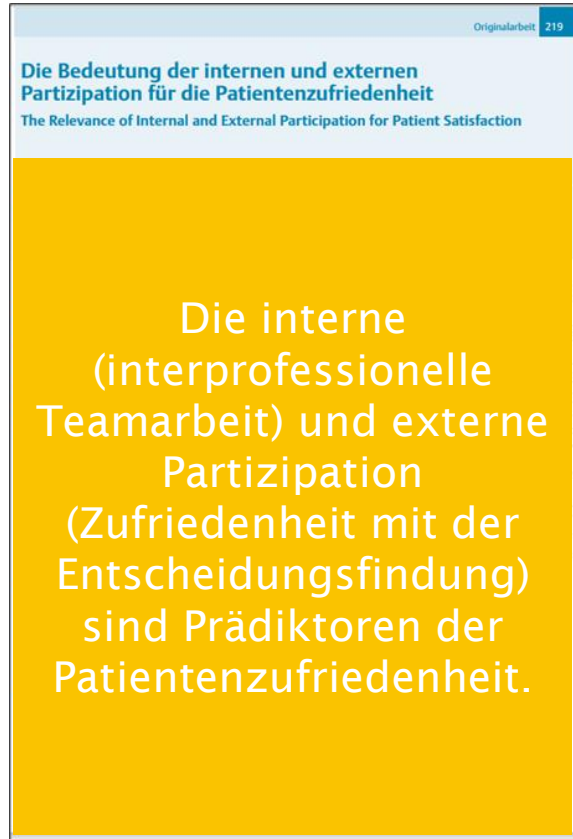 Originalarbeit 219
Die Bedeutung der internen und externen
Partizipation für die Patientenzufriedenheit
The Relevance of Internal and External Participation for Patient Satisfaction
Die interne
(interprofessionelle
Teamarbeit) und externe
Partizipation
(Zufriedenheit mit der
Entscheidungsfindung)
sind Prädiktoren der
Patientenzufriedenheit.